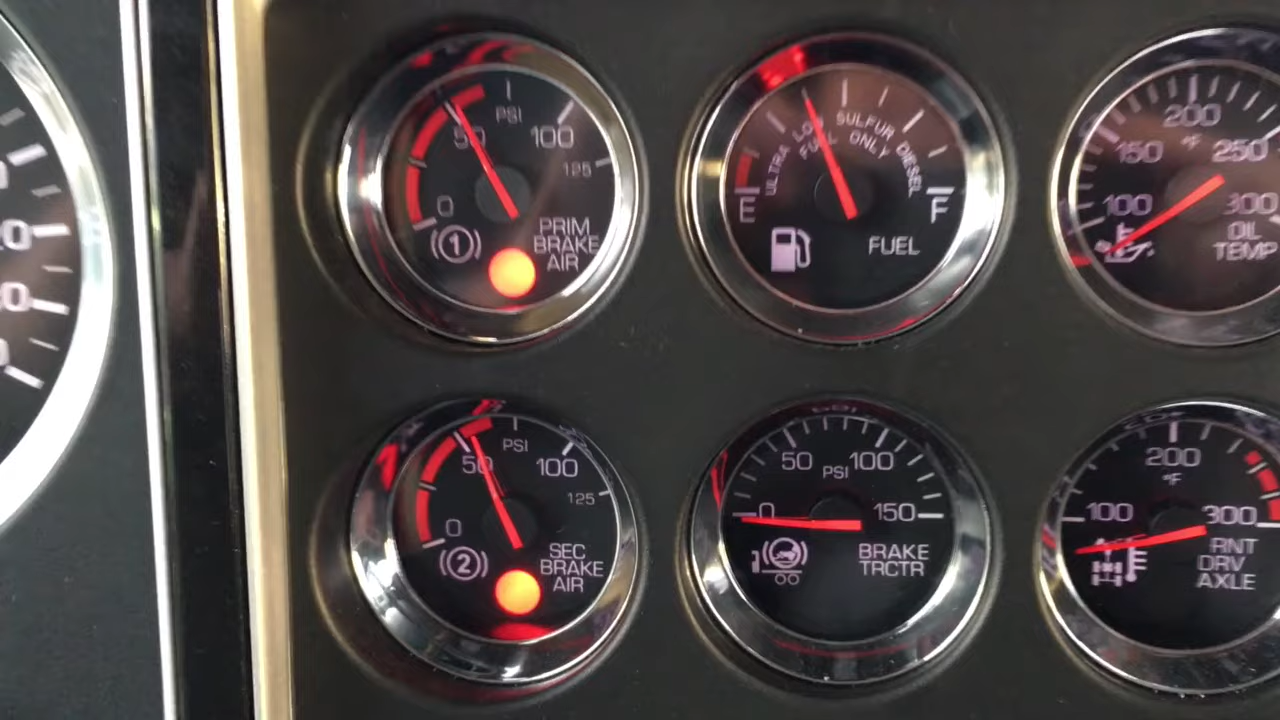 PSI
50
100
125
0
(1)
PRIM
BRAKE
AIR
ULTRA LOW SULFUR DIESEL
FUEL ONLY
E
F
FUEL
200
°F
150
250
100
300
OIL
TEMP
PSI
50
100
125
0
(2)
SEC
BRAKE
AIR
50
PSI
100
0
150
BRAKE
TRCTR
200
°F
100
300
RNT
DRV
AXLE